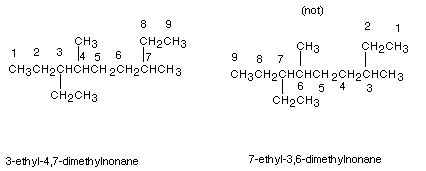 8 9
CH₃ CH₂CH₃
1 2 3 4 5 6 7
CH₃CH₂CHCHCH₂CH₂CHCH₃
CH₂CH₃
3-ethyl-4,7-dimethylnonane
(not)
2 1
CH₃ CH₂CH₃
9 8 7
CH₃CH₂CHCHCH₂CH₂CHCH₃
6 5 4 3
CH₂CH₃
7-ethyl-3,6-dimethylnonane